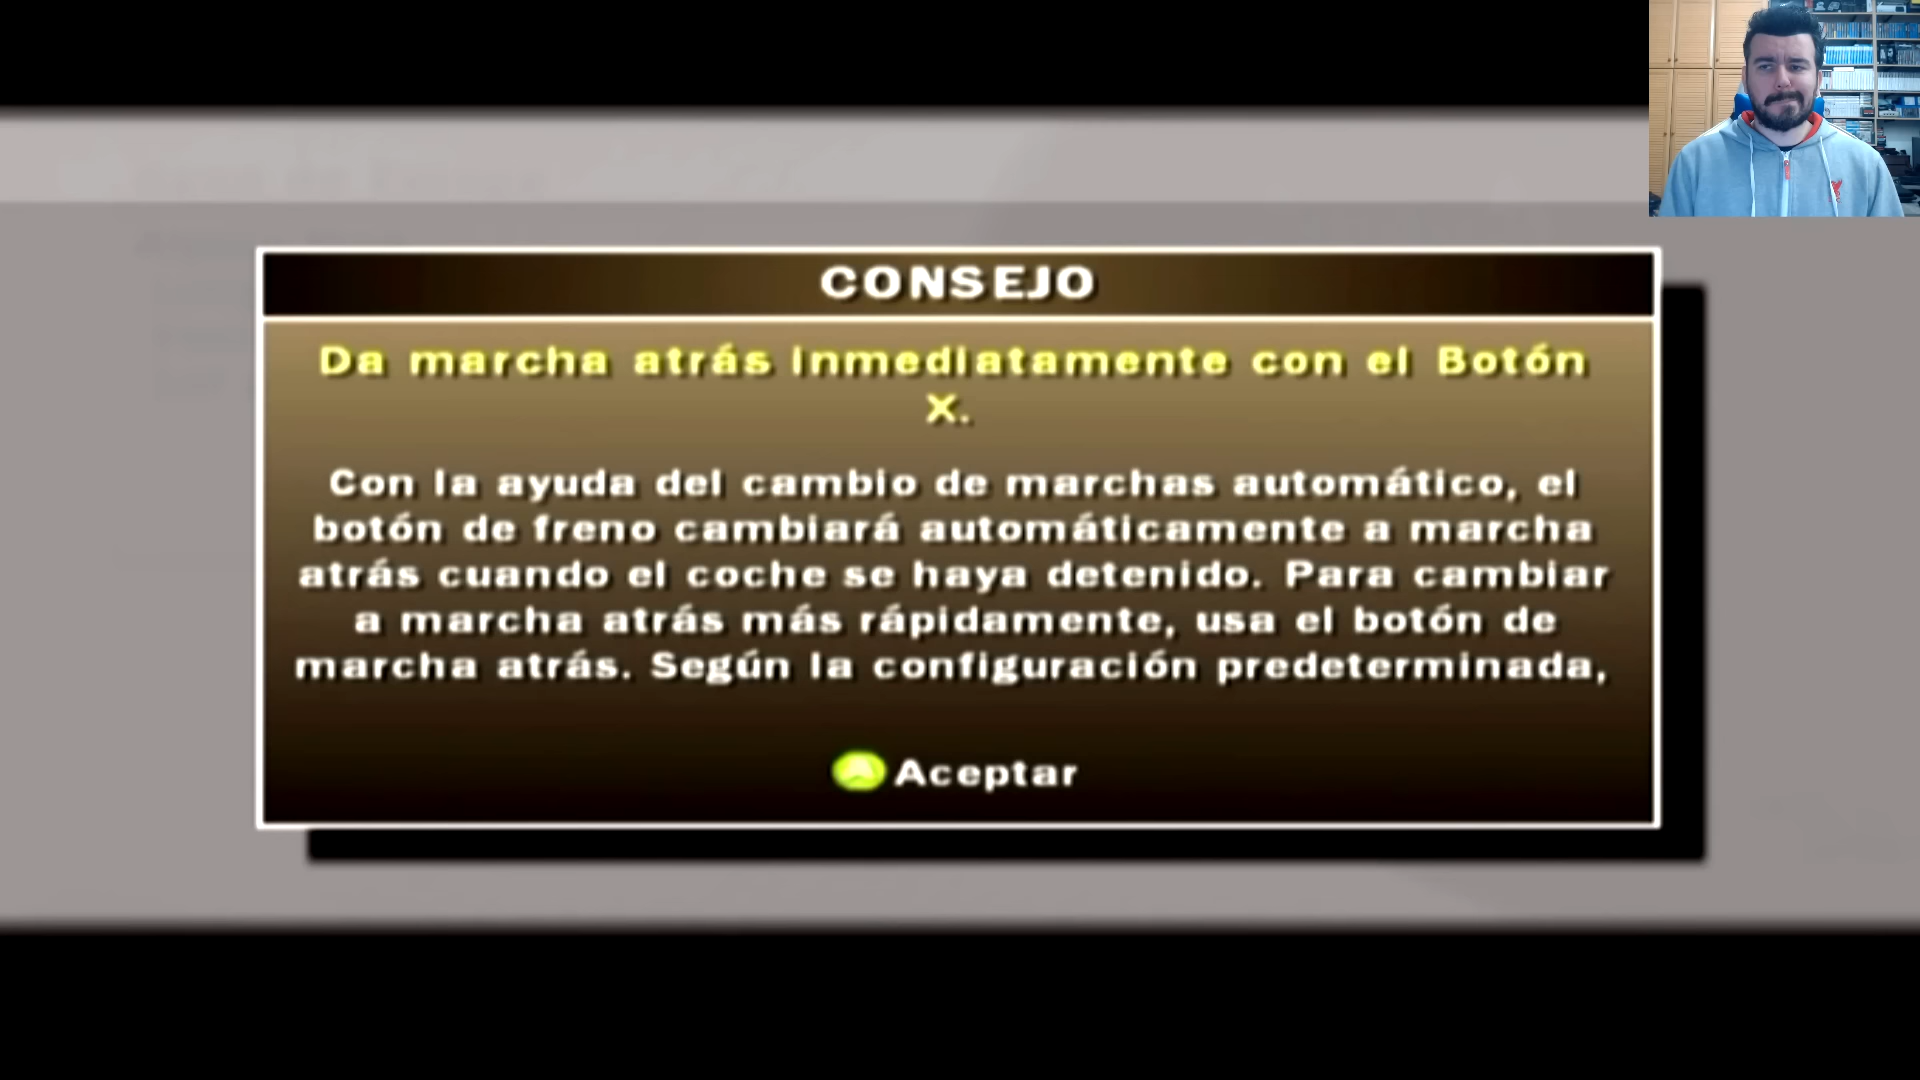 CONSEJO
Da marcha atrás inmediatamente con el Botón
X.
Con la ayuda del cambio de marchas automático, el
botón de freno cambiará automáticamente a marcha
atrás cuando el coche se haya detenido. Para cambiar
a marcha atrás más rápidamente, usa el botón de
marcha atrás. Según la configuración predeterminada,
A Aceptar